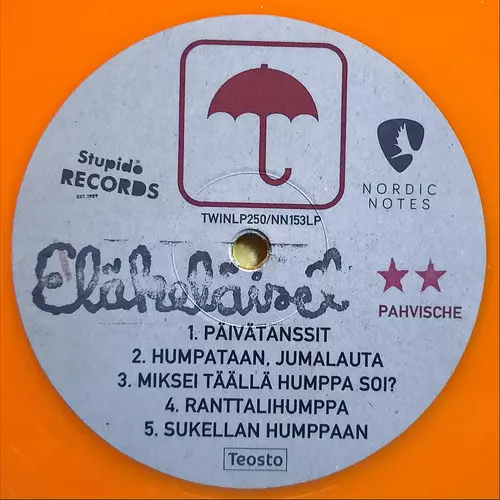 Stupido
RECORDS
EST.1989
NORDIC
NOTES
TWINLP250/NN153LP
Eläkeläiset
PAHVISCHE
1. PÄIVÄTANSSIT
2. HUMPATAAN, JUMALAUTA
3. MIKSEI TÄÄLLÄ HUMPPA SOI?
4. RANTTALIHUMPPA
5. SUKELLAN HUMPPAAN
Teosto